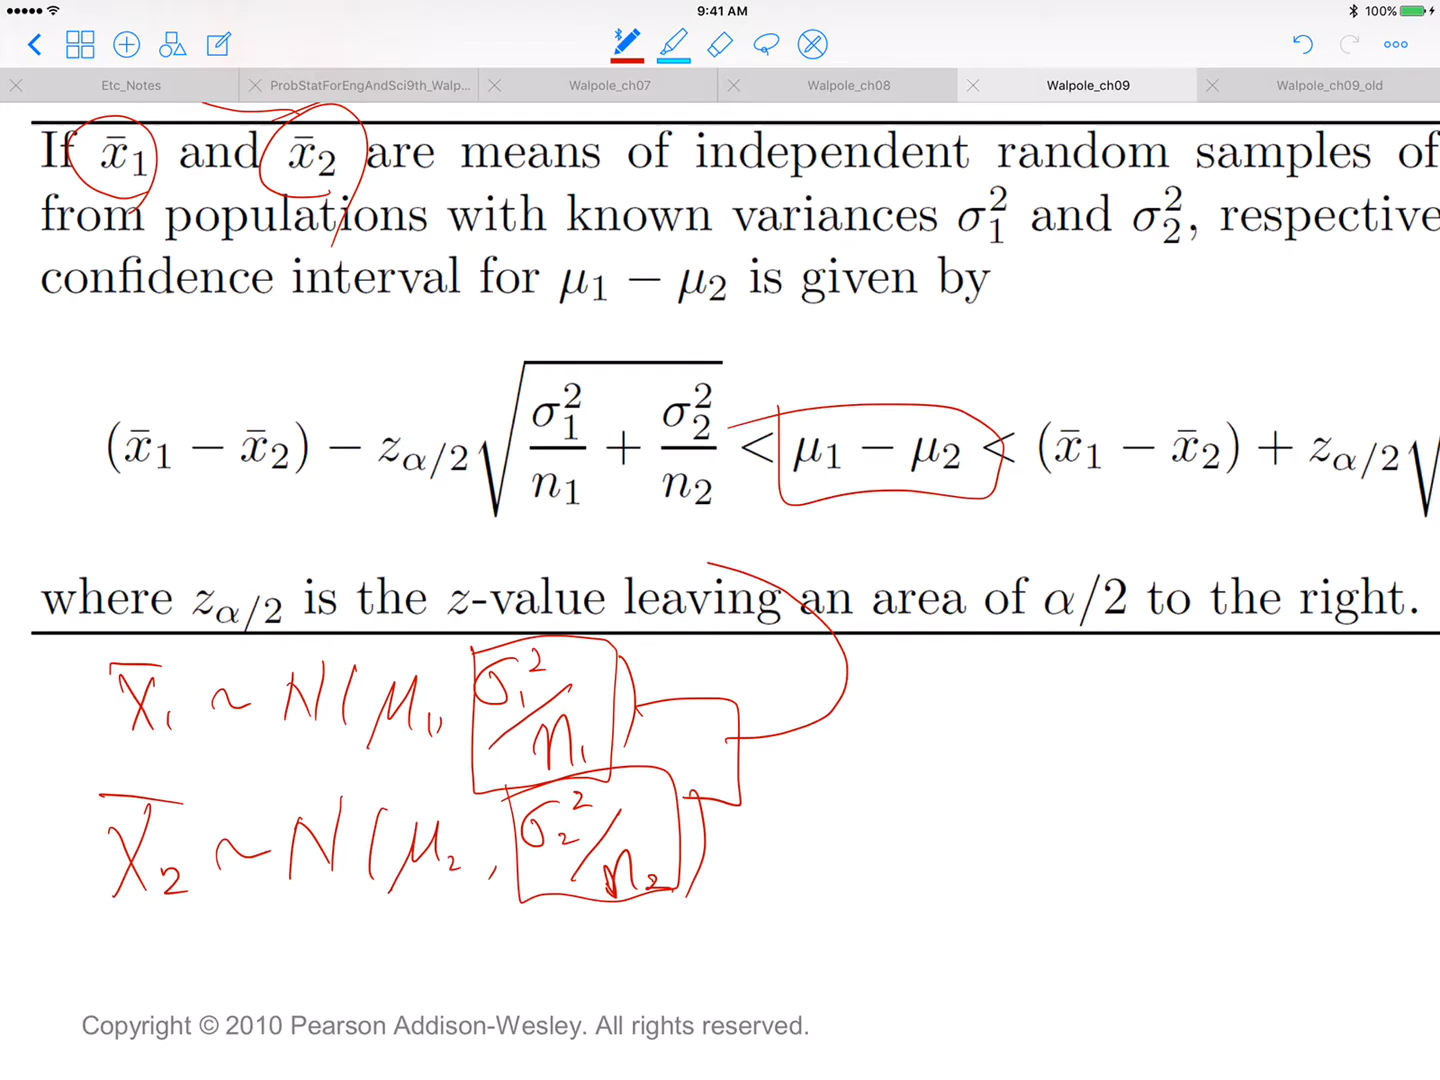 9:41 AM
100%
Etc_Notes
ProbStatForEngAndSci9th_Walp...
Walpole_ch07
Walpole_ch08
Walpole_ch09
Walpole_ch09_old
If x̄₁ and x̄₂ are means of independent random samples of
from populations with known variances σ₁² and σ₂², respective
confidence interval for μ₁ − μ₂ is given by
(x̄₁ − x̄₂) − z_{α/2} √(σ₁²/n₁ + σ₂²/n₂) < μ₁ − μ₂ < (x̄₁ − x̄₂) + z_{α/2} √
where z_{α/2} is the z-value leaving an area of α/2 to the right.
X̄₁ ~ N(μ₁, σ₁²/n₁)
X̄₂ ~ N(μ₂, σ₂²/n₂)
Copyright © 2010 Pearson Addison-Wesley. All rights reserved.